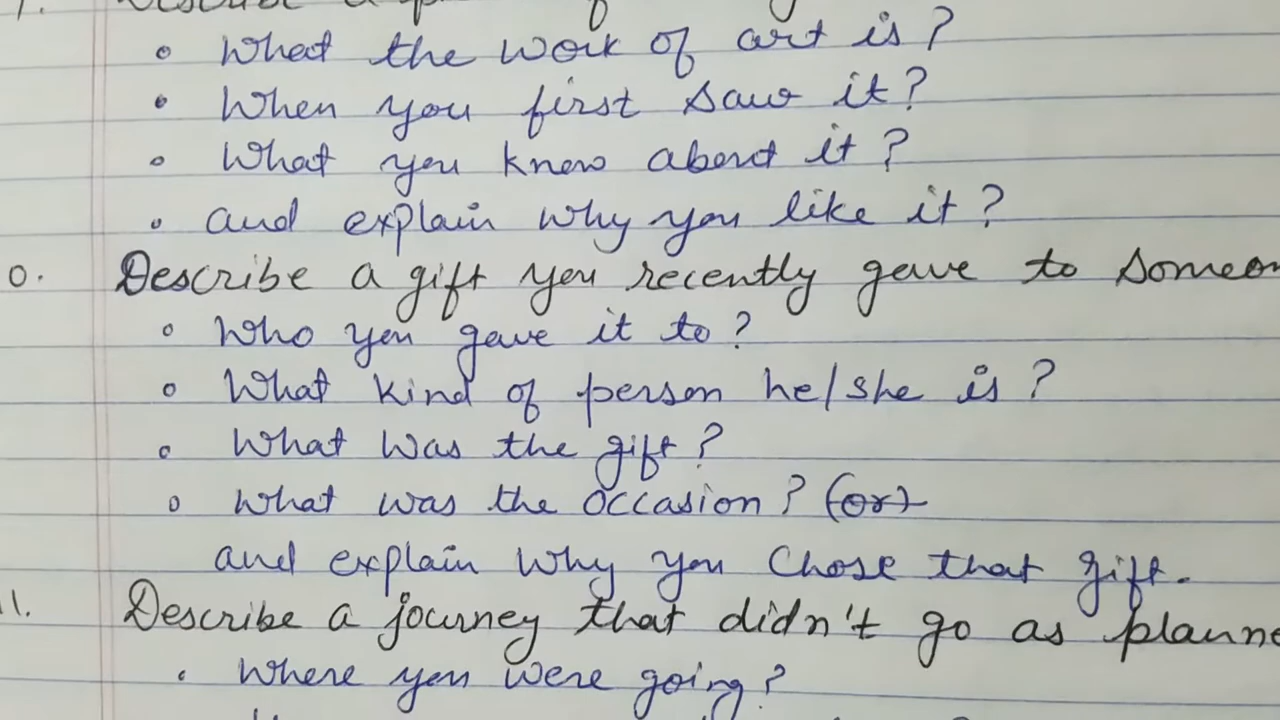 Describe a
• What the work of art is?
• When you first saw it?
• What you know about it?
• and explain why you like it?
0. Describe a gift you recently gave to someon
• Who you gave it to?
• What kind of person he/she is?
• What was the gift?
• What was the occasion? (or)
and explain why you chose that gift.
11. Describe a journey that didn't go as planne
• Where you were going?